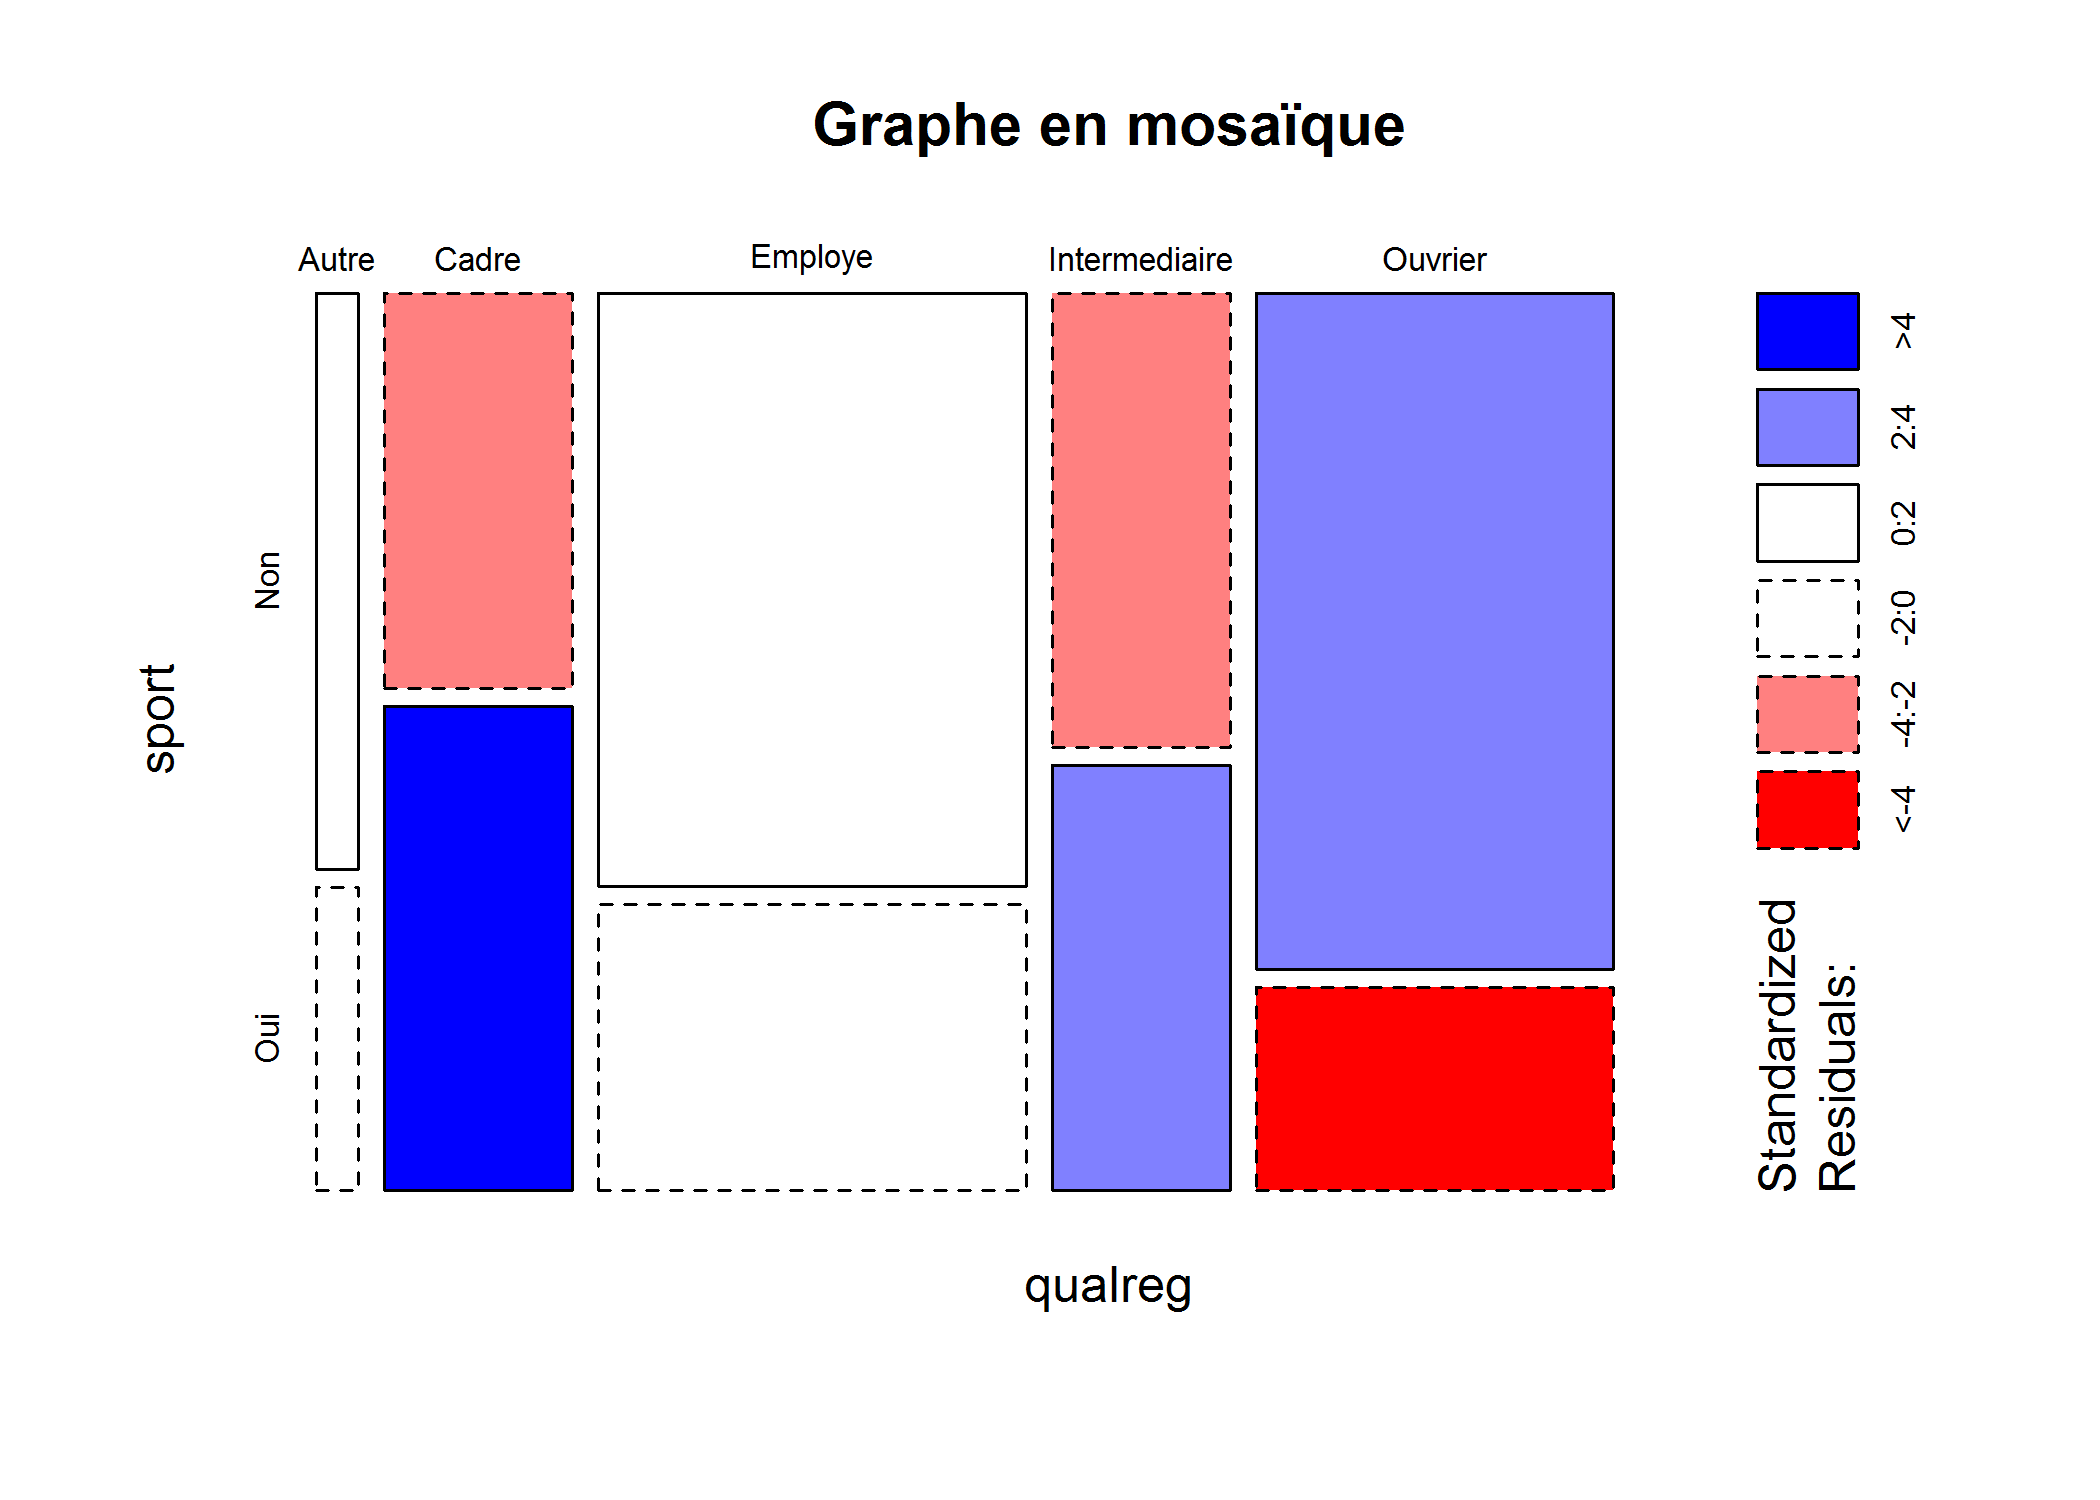 Graphe en mosaïque
Autre
Cadre
Employe
Intermediaire
Ouvrier
Non
Oui
sport
qualreg
>4
2:4
0:2
-2:0
-4:-2
<-4
Standardized
Residuals: